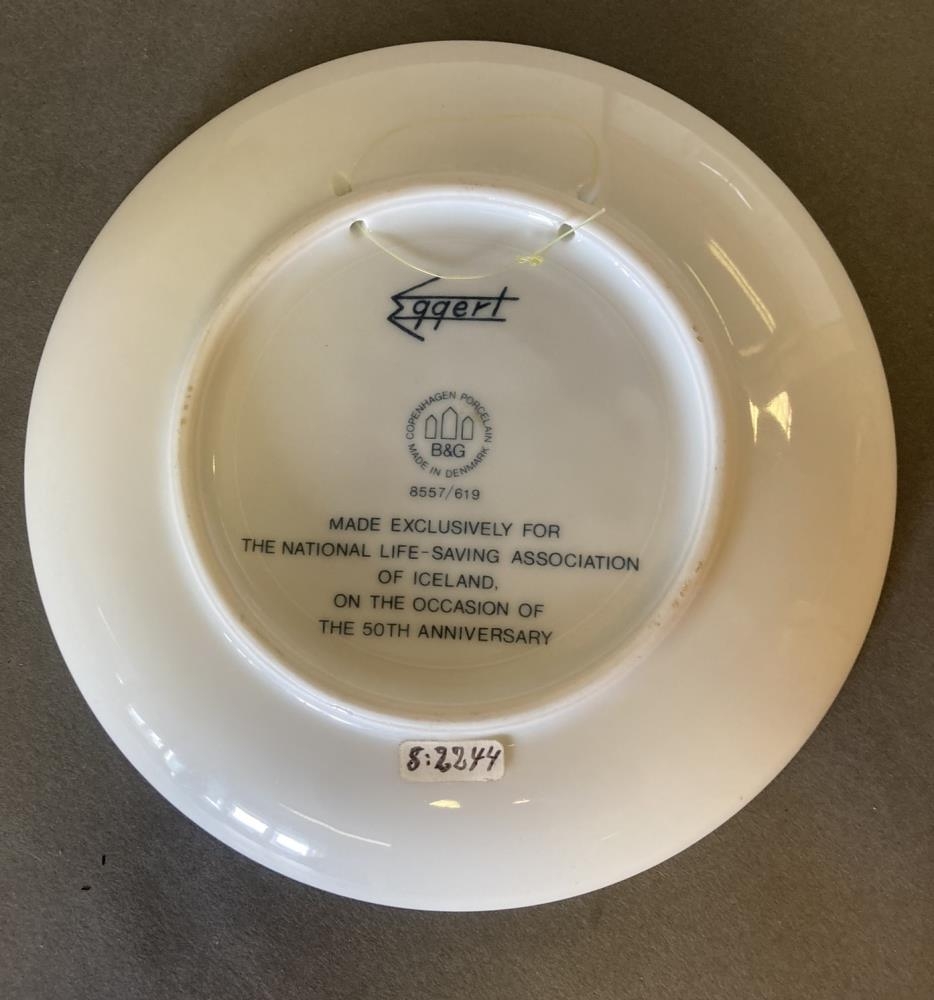 Eggert
COPENHAGEN PORCELAIN
B&G
MADE IN DENMARK
8557/619
MADE EXCLUSIVELY FOR
THE NATIONAL LIFE-SAVING ASSOCIATION
OF ICELAND,
ON THE OCCASION OF
THE 50TH ANNIVERSARY
8:2244